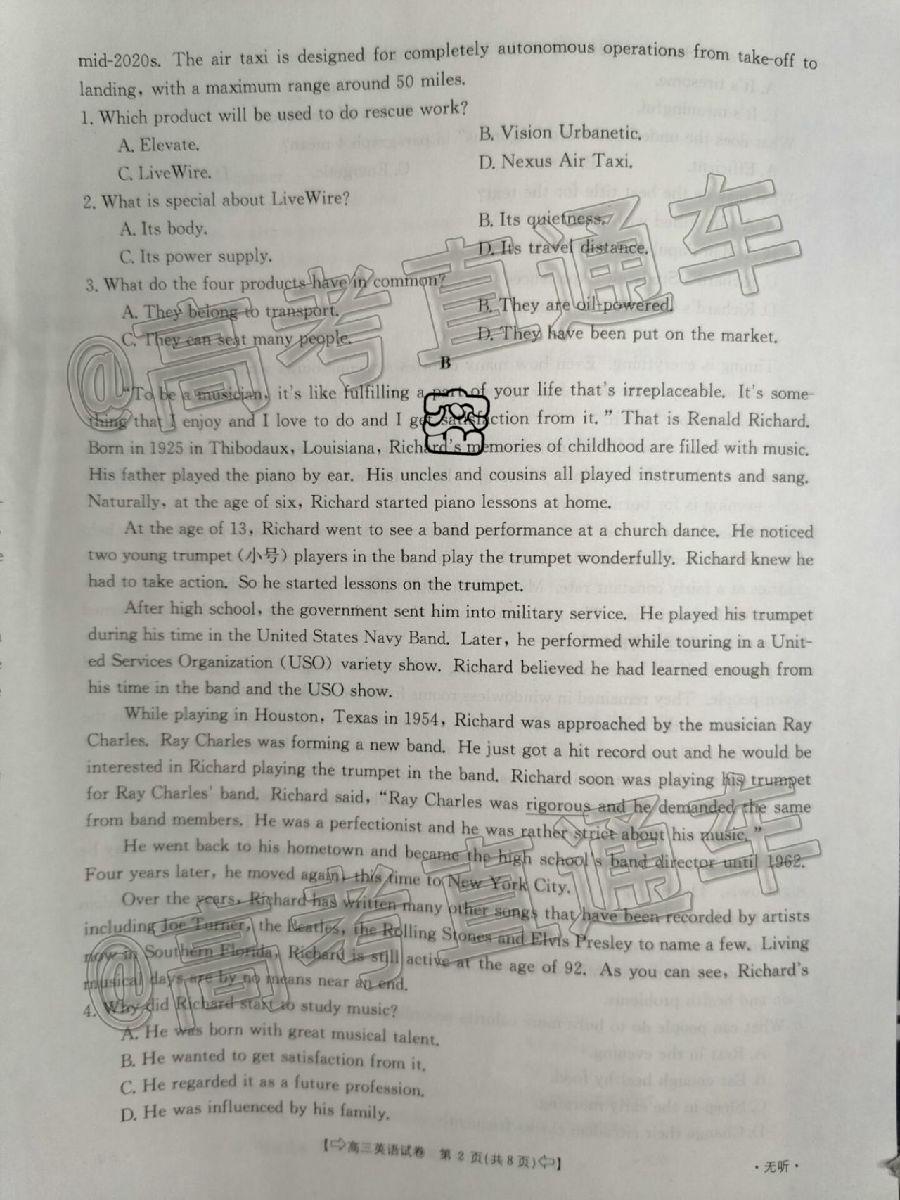 mid-2020s. The air taxi is designed for completely autonomous operations from take-off to
landing, with a maximum range around 50 miles.
1. Which product will be used to do rescue work?
A. Elevate.
B. Vision Urbanetic.
C. LiveWire.
D. Nexus Air Taxi.
2. What is special about LiveWire?
A. Its body.
B. Its quietness.
C. Its power supply.
D. Its travel distance.
3. What do the four products have in common?
A. They belong to transport.
B. They are oil-powered.
C. They can seat many people.
D. They have been put on the market.
@高考直通车
B
"To be a musician, it's like fulfilling a part of your life that's irreplaceable. It's some-
thing that I enjoy and I love to do and I get satisfaction from it." That is Renald Richard.
Born in 1925 in Thibodaux, Louisiana, Richard's memories of childhood are filled with music.
His father played the piano by ear. His uncles and cousins all played instruments and sang.
Naturally, at the age of six, Richard started piano lessons at home.
At the age of 13, Richard went to see a band performance at a church dance. He noticed
two young trumpet (小号) players in the band play the trumpet wonderfully. Richard knew he
had to take action. So he started lessons on the trumpet.
After high school, the government sent him into military service. He played his trumpet
during his time in the United States Navy Band. Later, he performed while touring in a Unit-
ed Services Organization (USO) variety show. Richard believed he had learned enough from
his time in the band and the USO show.
While playing in Houston, Texas in 1954, Richard was approached by the musician Ray
Charles. Ray Charles was forming a new band. He just got a hit record out and he would be
interested in Richard playing the trumpet in the band. Richard soon was playing his trumpet
for Ray Charles' band. Richard said, "Ray Charles was rigorous and he demanded the same
from band members. He was a perfectionist and he was rather strict about his music."
He went back to his hometown and became the high school's band director until 1962.
Four years later, he moved again, this time to New York City.
Over the years, Richard has written many other songs that have been recorded by artists
including Joe Turner, the Beatles, the Rolling Stones and Elvis Presley to name a few. Living
now in Southern Florida, Richard is still active at the age of 92. As you can see, Richard's
musical days are by no means near an end.
@高考直通车
4. Why did Richard start to study music?
A. He was born with great musical talent.
B. He wanted to get satisfaction from it.
C. He regarded it as a future profession.
D. He was influenced by his family.
【⇨高三英语试卷 第 2 页(共 8 页)⇦】
·无听·